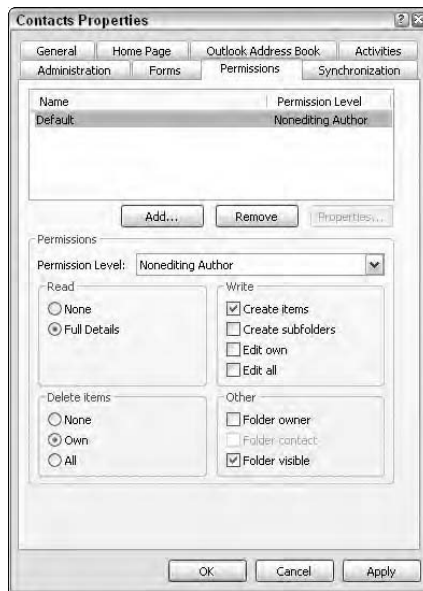 Contacts Properties
General Home Page Outlook Address Book Activities
Administration Forms Permissions Synchronization
Name Permission Level
Default Nonediting Author
Add... Remove Properties...
Permissions
Permission Level: Nonediting Author
Read Write
None Create items
Full Details Create subfolders
Edit own
Edit all
Delete items Other
None Folder owner
Own Folder contact
All Folder visible
OK Cancel Apply